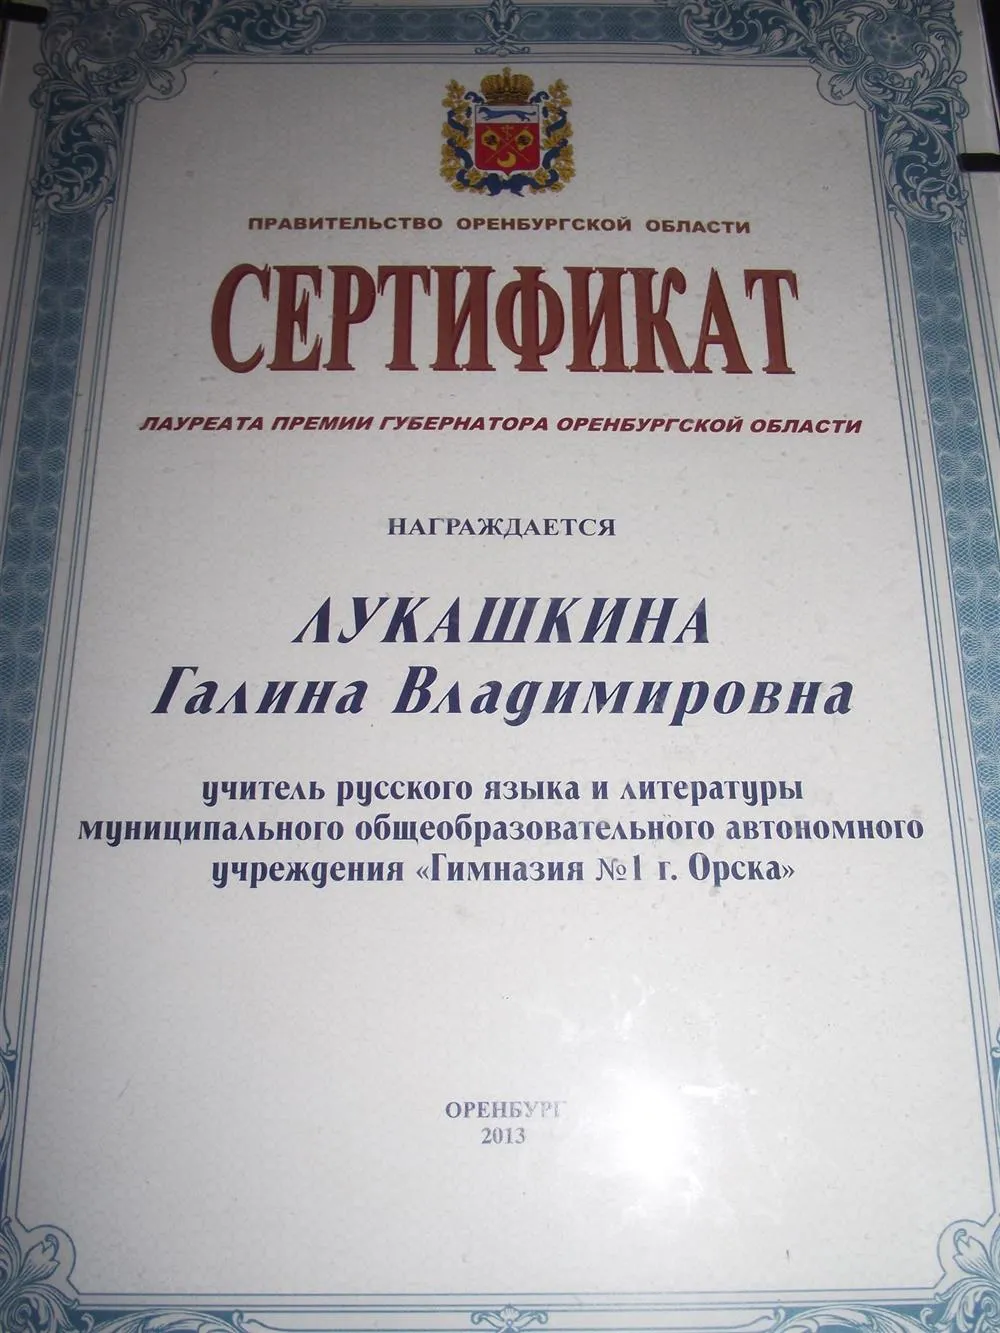 ПРАВИТЕЛЬСТВО ОРЕНБУРГСКОЙ ОБЛАСТИ
СЕРТИФИКАТ
ЛАУРЕАТА ПРЕМИИ ГУБЕРНАТОРА ОРЕНБУРГСКОЙ ОБЛАСТИ
НАГРАЖДАЕТСЯ
ЛУКАШКИНА
Галина Владимировна
учитель русского языка и литературы
муниципального общеобразовательного автономного
учреждения «Гимназия №1 г. Орска»
ОРЕНБУРГ
2013